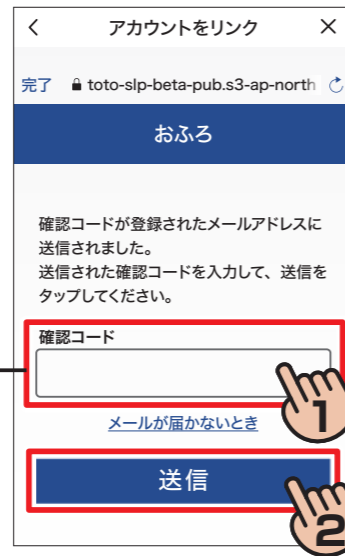 アカウントをリンク
完了 toto-slp-beta-pub.s3-ap-north
おふろ
確認コードが登録されたメールアドレスに
送信されました。
送信された確認コードを入力して、送信を
タップしてください。
確認コード
1
メールが届かないとき
送信
2